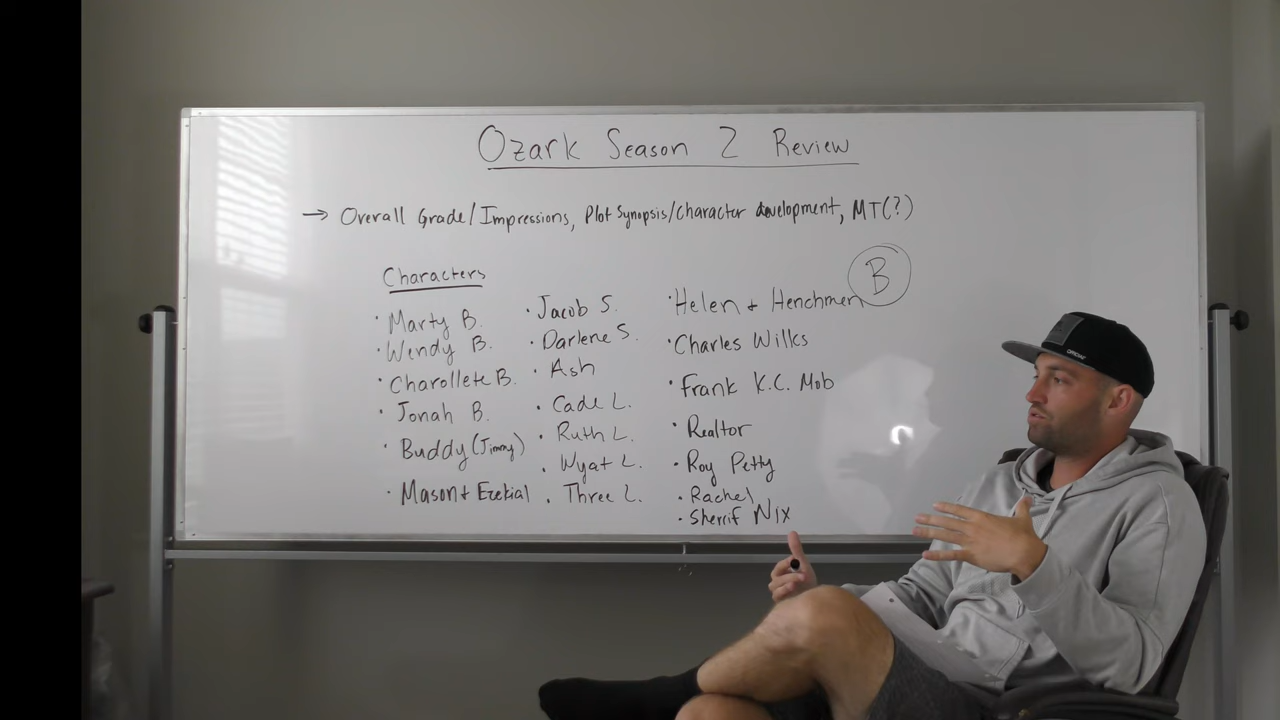 Ozark Season 2 Review
→ Overall Grade/Impressions, Plot Synopsis/Character development, MT(?)
B
Characters
· Marty B.
· Wendy B.
· Charollete B.
· Jonah B.
· Buddy (Jimmy)
· Mason + Ezekial
· Jacob S.
· Darlene S.
· Ash
· Cade L.
· Ruth L.
· Wyat L.
· Three L.
· Helen + Henchmen
· Charles Wilks
· Frank K.C. Mob
· Realtor
· Roy Petty
· Rachel
· Sherrif Nix
OFFICIAL